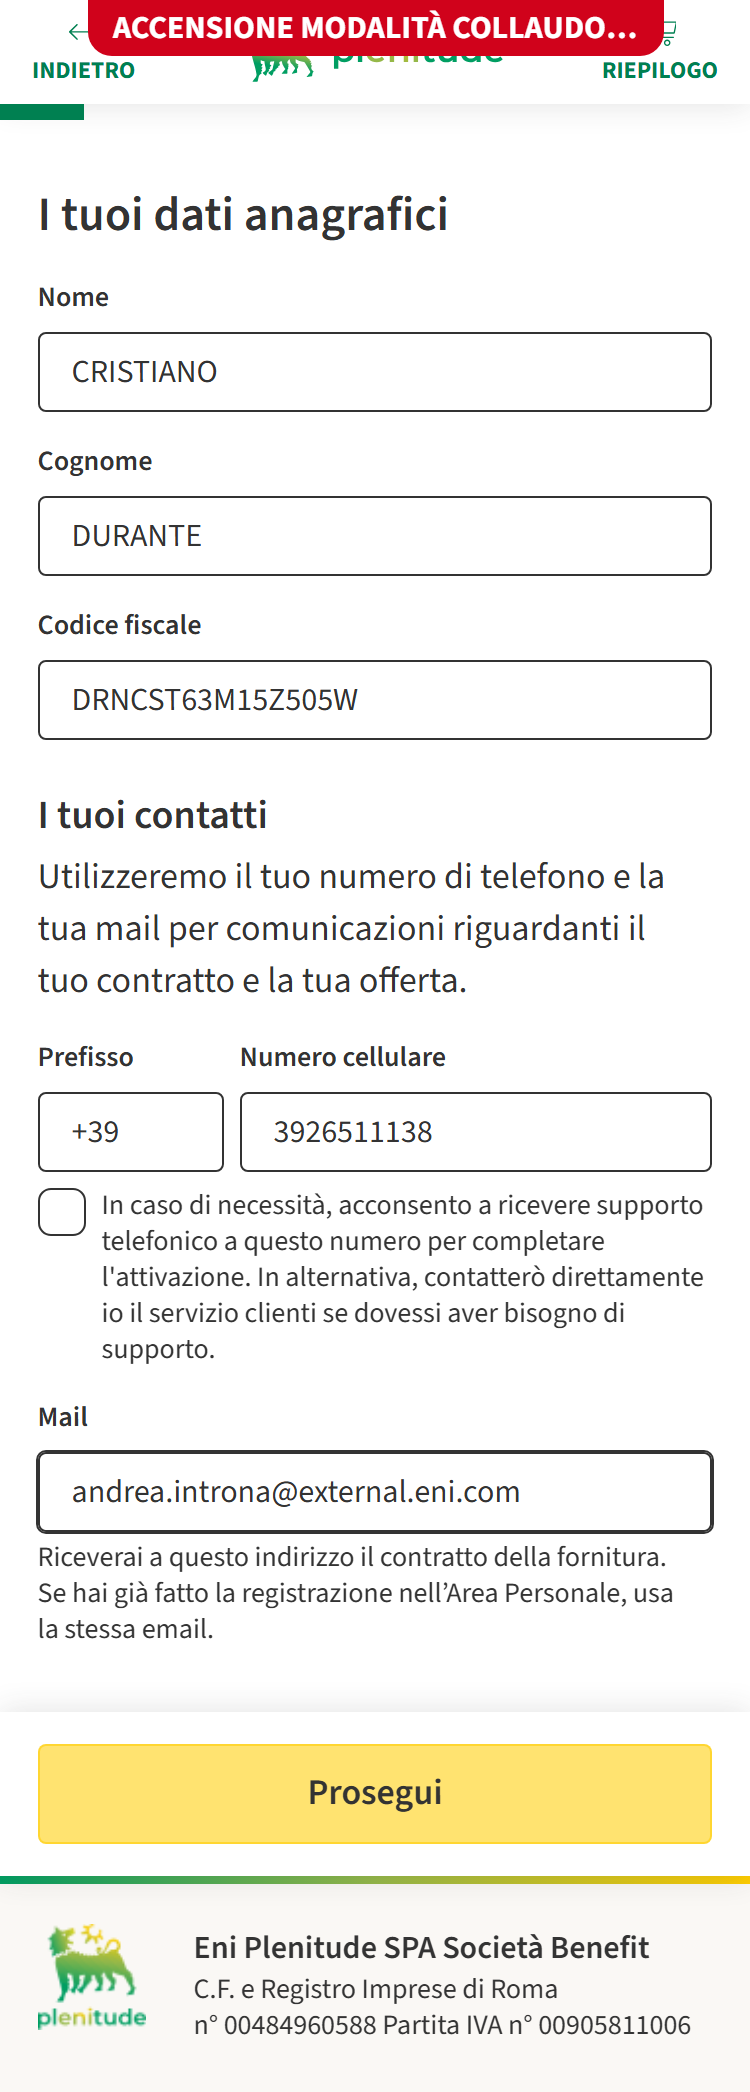 ACCENSIONE MODALITÀ COLLAUDO...
INDIETRO
plenitude
RIEPILOGO
I tuoi dati anagrafici
Nome
CRISTIANO
Cognome
DURANTE
Codice fiscale
DRNCST63M15Z505W
I tuoi contatti
Utilizzeremo il tuo numero di telefono e la
tua mail per comunicazioni riguardanti il
tuo contratto e la tua offerta.
Prefisso
Numero cellulare
+39
3926511138
In caso di necessità, acconsento a ricevere supporto
telefonico a questo numero per completare
l'attivazione. In alternativa, contatterò direttamente
io il servizio clienti se dovessi aver bisogno di
supporto.
Mail
andrea.introna@external.eni.com
Riceverai a questo indirizzo il contratto della fornitura.
Se hai già fatto la registrazione nell’Area Personale, usa
la stessa email.
Prosegui
plenitude
Eni Plenitude SPA Società Benefit
C.F. e Registro Imprese di Roma
n° 00484960588 Partita IVA n° 00905811006